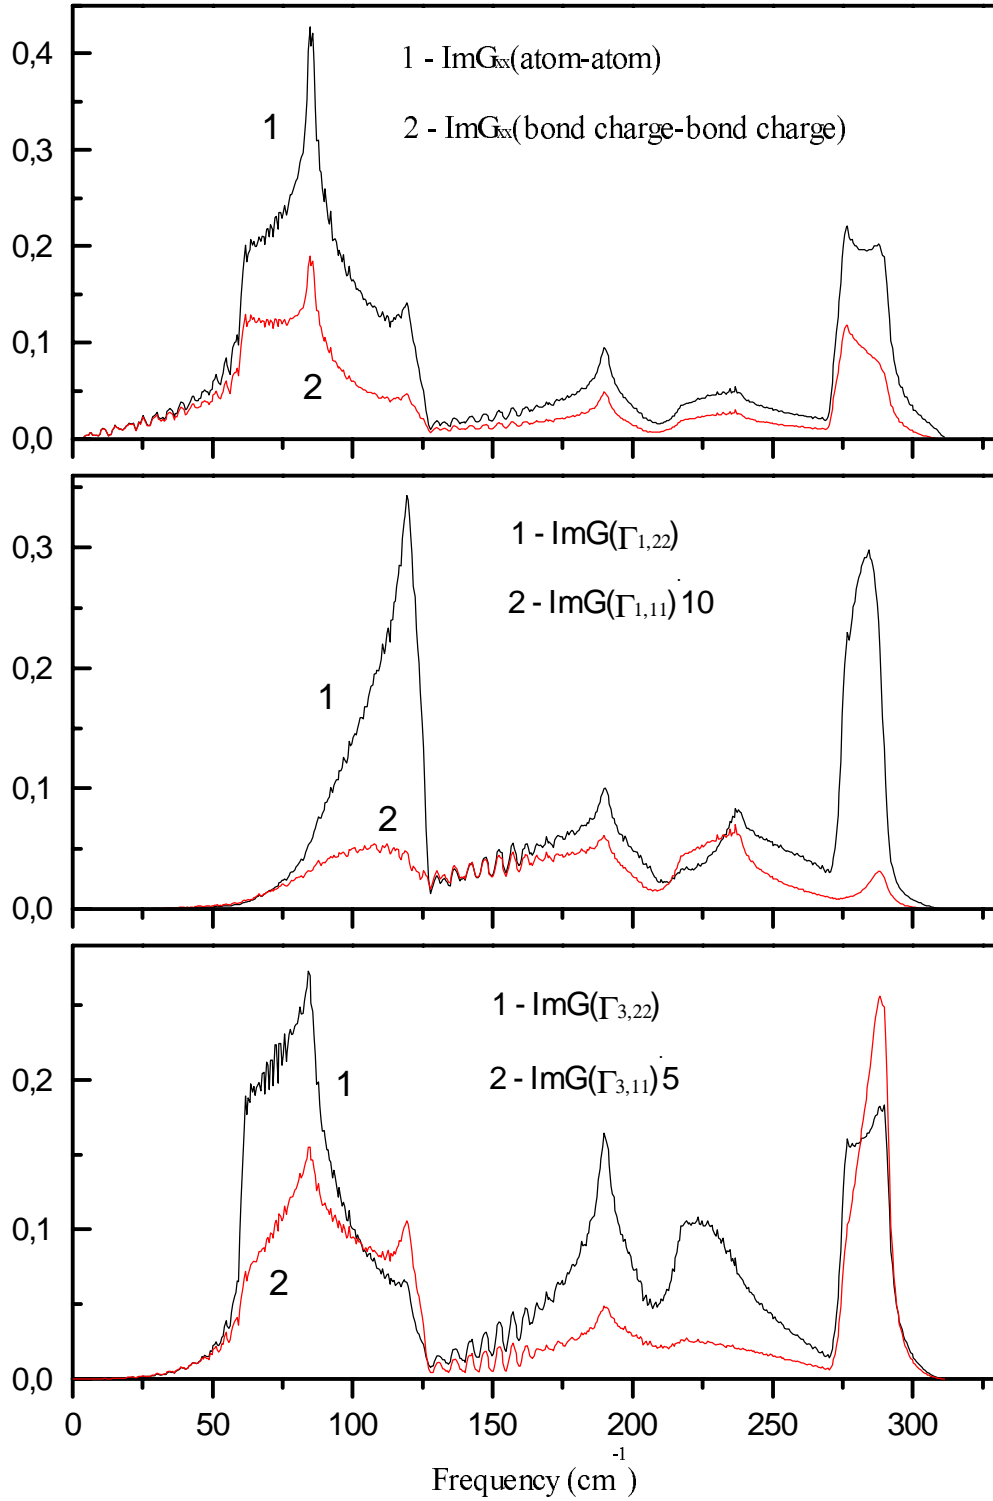 0,4
0,3
0,2
0,1
0,0
1 - ImGxx(atom-atom)
2 - ImGxx(bond charge-bond charge)
1
2
0,3
0,2
0,1
0,0
1 - ImG(Γ1,22)
2 - ImG(Γ1,11)·10
1
2
0,2
0,1
0,0
1 - ImG(Γ3,22)
2 - ImG(Γ3,11)·5
1
2
0 50 100 150 200 250 300
Frequency (cm-1)